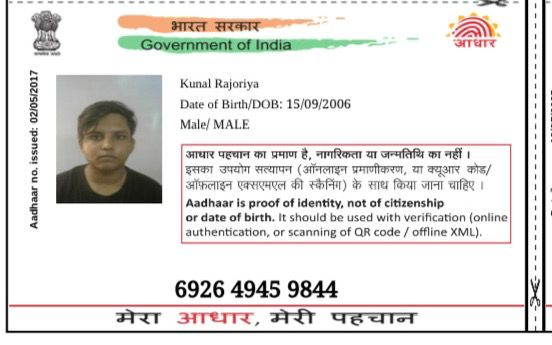 भारत सरकार
Government of India
आधार
Aadhaar no. issued: 02/05/2017
Kunal Rajoriya
Date of Birth/DOB: 15/09/2006
Male/ MALE
आधार पहचान का प्रमाण है, नागरिकता या जन्मतिथि का नहीं ।
इसका उपयोग सत्यापन (ऑनलाइन प्रमाणीकरण, या क्यूआर कोड/
ऑफ़लाइन एक्सएमएल की स्कैनिंग) के साथ किया जाना चाहिए ।
Aadhaar is proof of identity, not of citizenship
or date of birth. It should be used with verification (online
authentication, or scanning of QR code / offline XML).
6926 4945 9844
मेरा आधार, मेरी पहचान